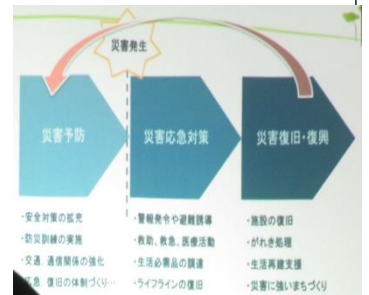 災害発生
災害予防
災害応急対策
災害復旧・復興
・安全対策の拡充
・防災訓練の実施
・交通、通信関係の強化
応急、復旧の体制づくり…
・警報発令や避難誘導
・救助、救急、医療活動
・生活必需品の調達
・ライフラインの復旧
・施設の復旧
・がれき処理
・生活再建支援
・災害に強いまちづくり